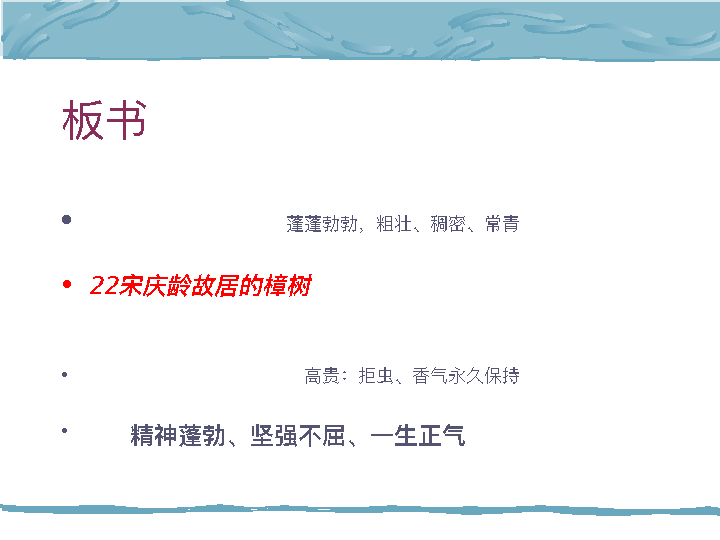 板书
• 蓬蓬勃勃，粗壮、稠密、常青
• 22宋庆龄故居的樟树
• 高贵：拒虫、香气永久保持
• 精神蓬勃、坚强不屈、一生正气